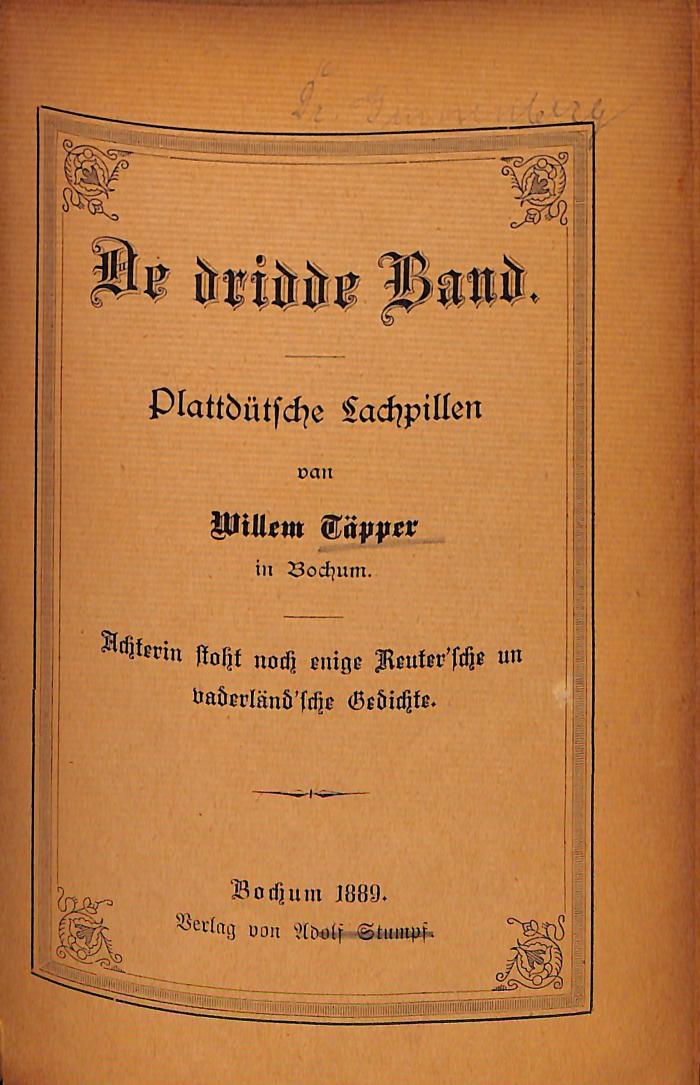 Dr
De dridde Band.
Plattdütsche Lachpillen
van
Willem Täpper
in Bochum.
Achterin stoht noch enige Reuter'sche un
vaderländ'sche Gedichte.
Bochum 1889.
Verlag von Adolf Stumpf.